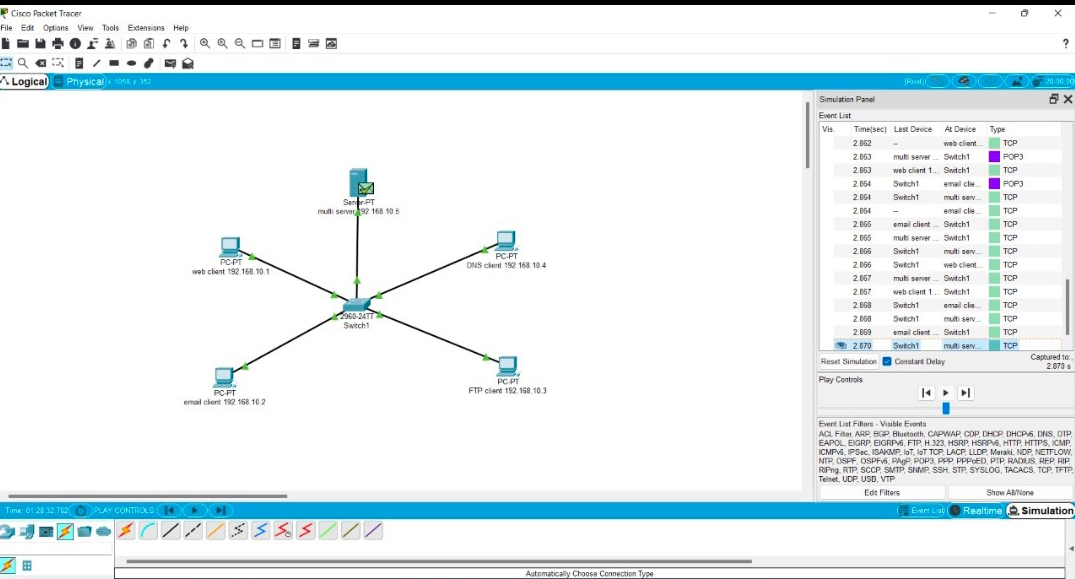 Cisco Packet Tracer
File Edit Options View Tools Extensions Help
?
Logical Physical x: 1058, y: 352 [Root] 20:30:00
Simulation Panel
Event List
Vis. Time(sec) Last Device At Device Type
2.862 -- web client... TCP
2.863 multi server ... Switch1 POP3
2.863 web client 1... Switch1 TCP
2.864 Switch1 email clie... POP3
2.864 Switch1 multi serv... TCP
2.864 -- email clie... TCP
2.865 email client ... Switch1 TCP
2.865 multi server ... Switch1 TCP
2.866 Switch1 multi serv... TCP
2.866 Switch1 web client... TCP
2.867 multi server ... Switch1 TCP
2.867 web client 1... Switch1 TCP
2.868 Switch1 email clie... TCP
2.868 Switch1 multi serv... TCP
2.869 email client ... Switch1 TCP
2.870 Switch1 multi serv... TCP
Reset Simulation Constant Delay Captured to:
2.870 s
Play Controls
Event List Filters - Visible Events
ACL Filter, ARP, BGP, Bluetooth, CAPWAP, CDP, DHCP, DHCPv6, DNS, DTP,
EAPOL, EIGRP, EIGRPv6, FTP, H.323, HSRP, HSRPv6, HTTP, HTTPS, ICMP,
ICMPv6, IPSec, ISAKMP, IoT, IoT TCP, LACP, LLDP, Meraki, NDP, NETFLOW,
NTP, OSPF, OSPFv6, PAgP, POP3, PPP, PPPoED, PTP, RADIUS, REP, RIP,
RIPng, RTP, SCCP, SMTP, SNMP, SSH, STP, SYSLOG, TACACS, TCP, TFTP,
Telnet, UDP, USB, VTP
Edit Filters Show All/None
Server-PT
multi server 192.168.10.5
PC-PT
web client 192.168.10.1
PC-PT
DNS client 192.168.10.4
2960-24TT
Switch1
PC-PT
email client 192.168.10.2
PC-PT
FTP client 192.168.10.3
Time: 01:28:32.702 PLAY CONTROLS: Event List Realtime Simulation
Automatically Choose Connection Type